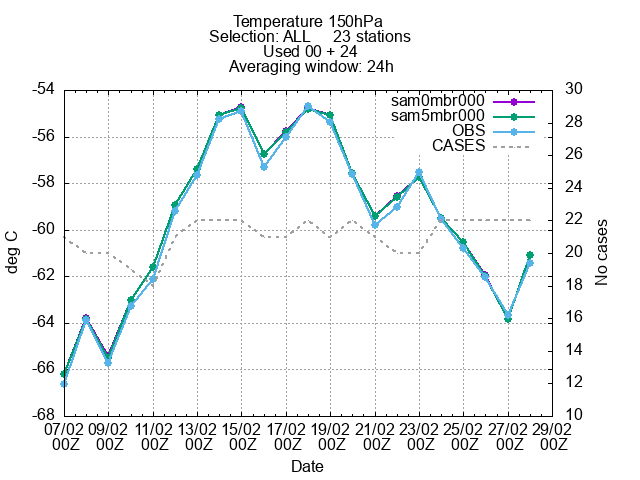 Temperature 150hPa
Selection: ALL 23 stations
Used 00 + 24
Averaging window: 24h
sam0mbr000
sam5mbr000
OBS
CASES
-54
-56
-58
-60
-62
-64
-66
-68
deg C
30
28
26
24
22
20
18
16
14
12
10
No cases
07/02 09/02 11/02 13/02 15/02 17/02 19/02 21/02 23/02 25/02 27/02 29/02
00Z 00Z 00Z 00Z 00Z 00Z 00Z 00Z 00Z 00Z 00Z 00Z
Date